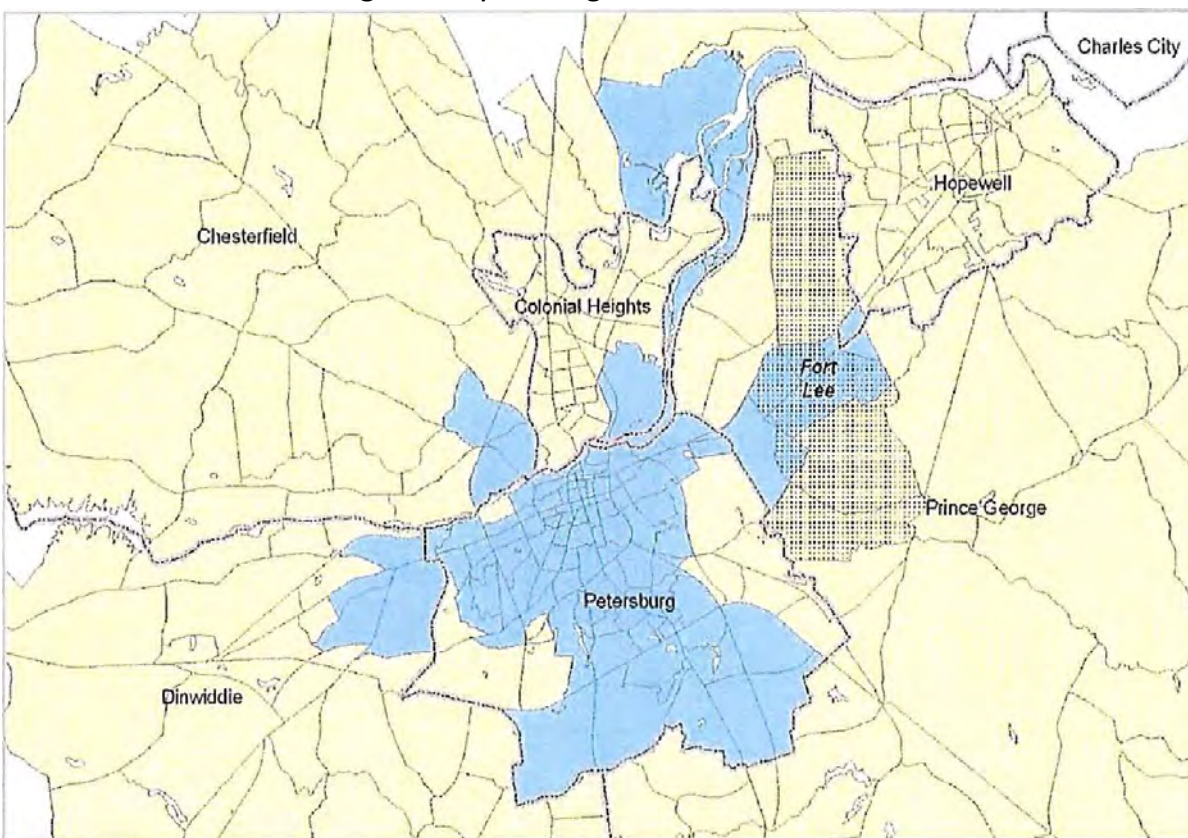 Charles City
Hopewell
Chesterfield
Colonial Heights
Fort
Lee
Prince George
Petersburg
Dinwiddie